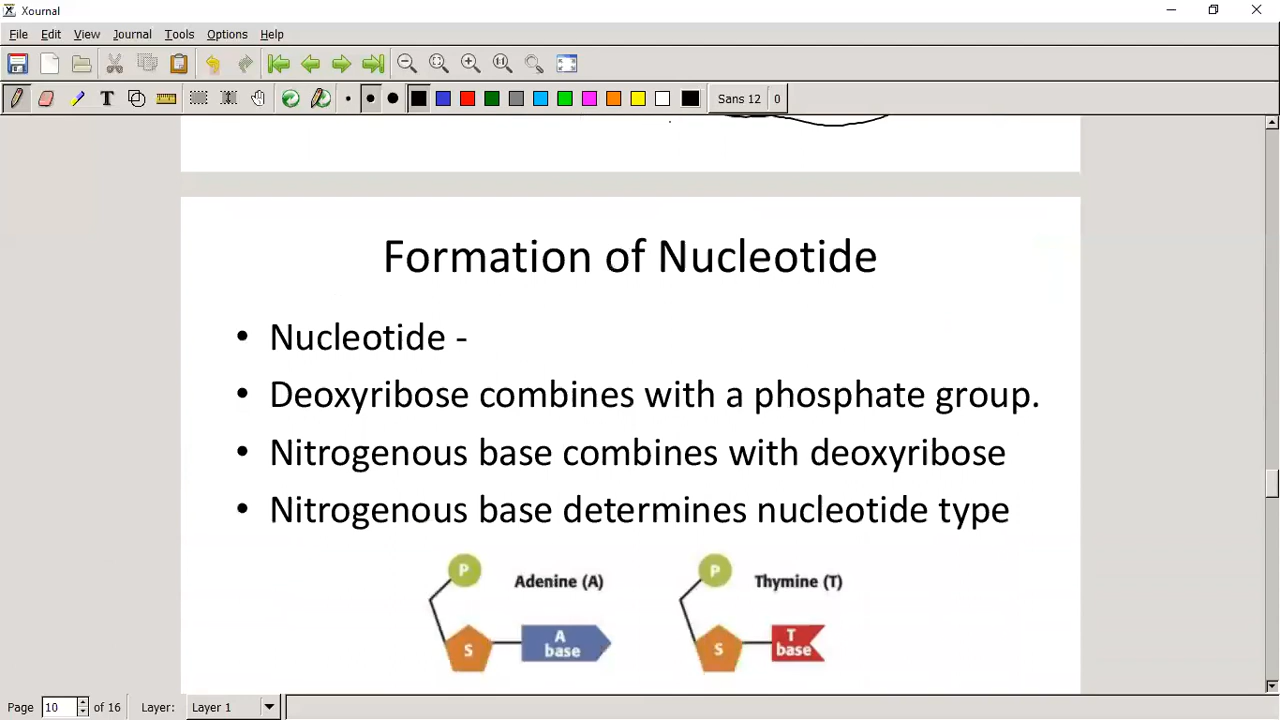 Xournal
File Edit View Journal Tools Options Help
Sans 12 0
Formation of Nucleotide
• Nucleotide -
• Deoxyribose combines with a phosphate group.
• Nitrogenous base combines with deoxyribose
• Nitrogenous base determines nucleotide type
P Adenine (A) P Thymine (T)
S A base S T base
Page 10 of 16 Layer: Layer 1